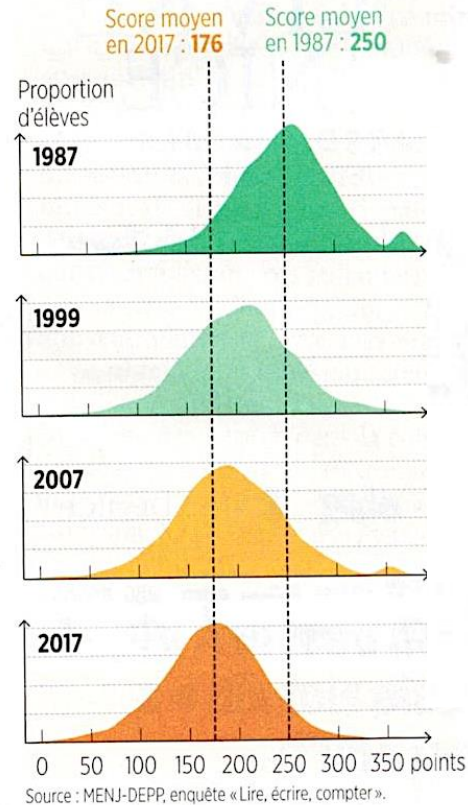 Score moyen
en 2017 : 176
Score moyen
en 1987 : 250
Proportion
d'élèves
1987
1999
2007
2017
0 50 100 150 200 250 300 350 points
Source : MENJ-DEPP, enquête « Lire, écrire, compter ».